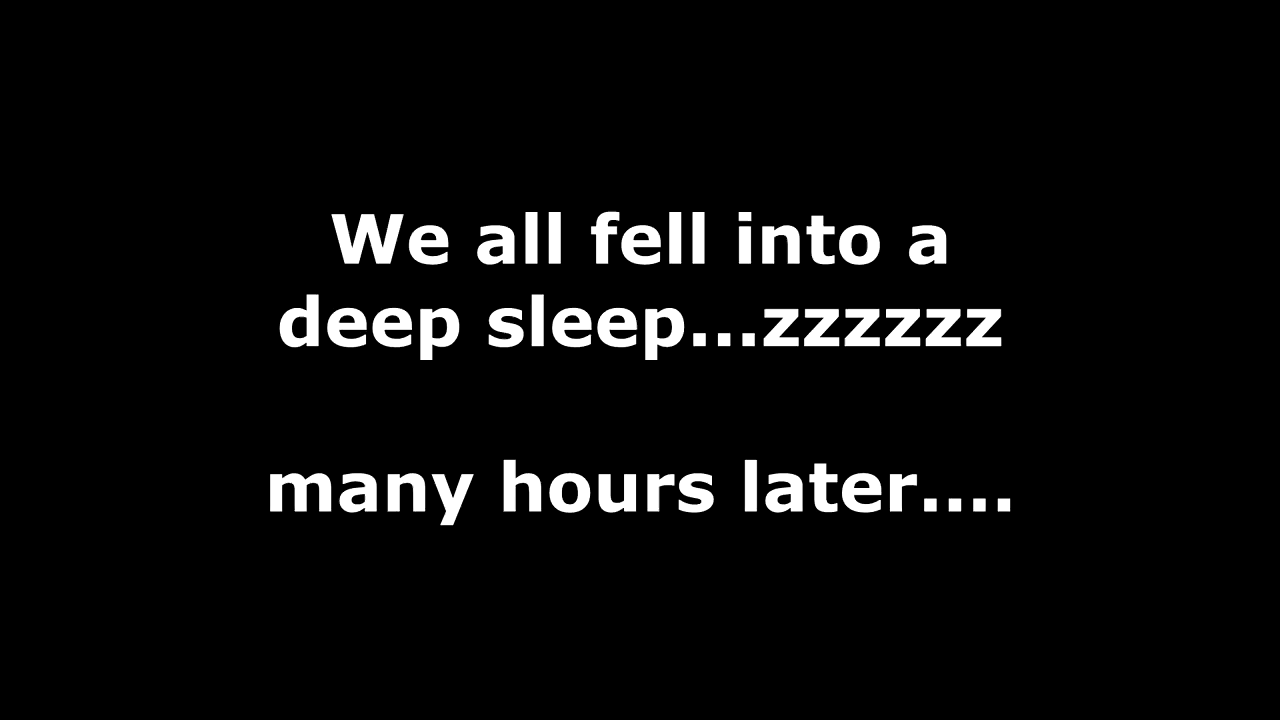 We all fell into a
deep sleep...zzzzzz
many hours later....